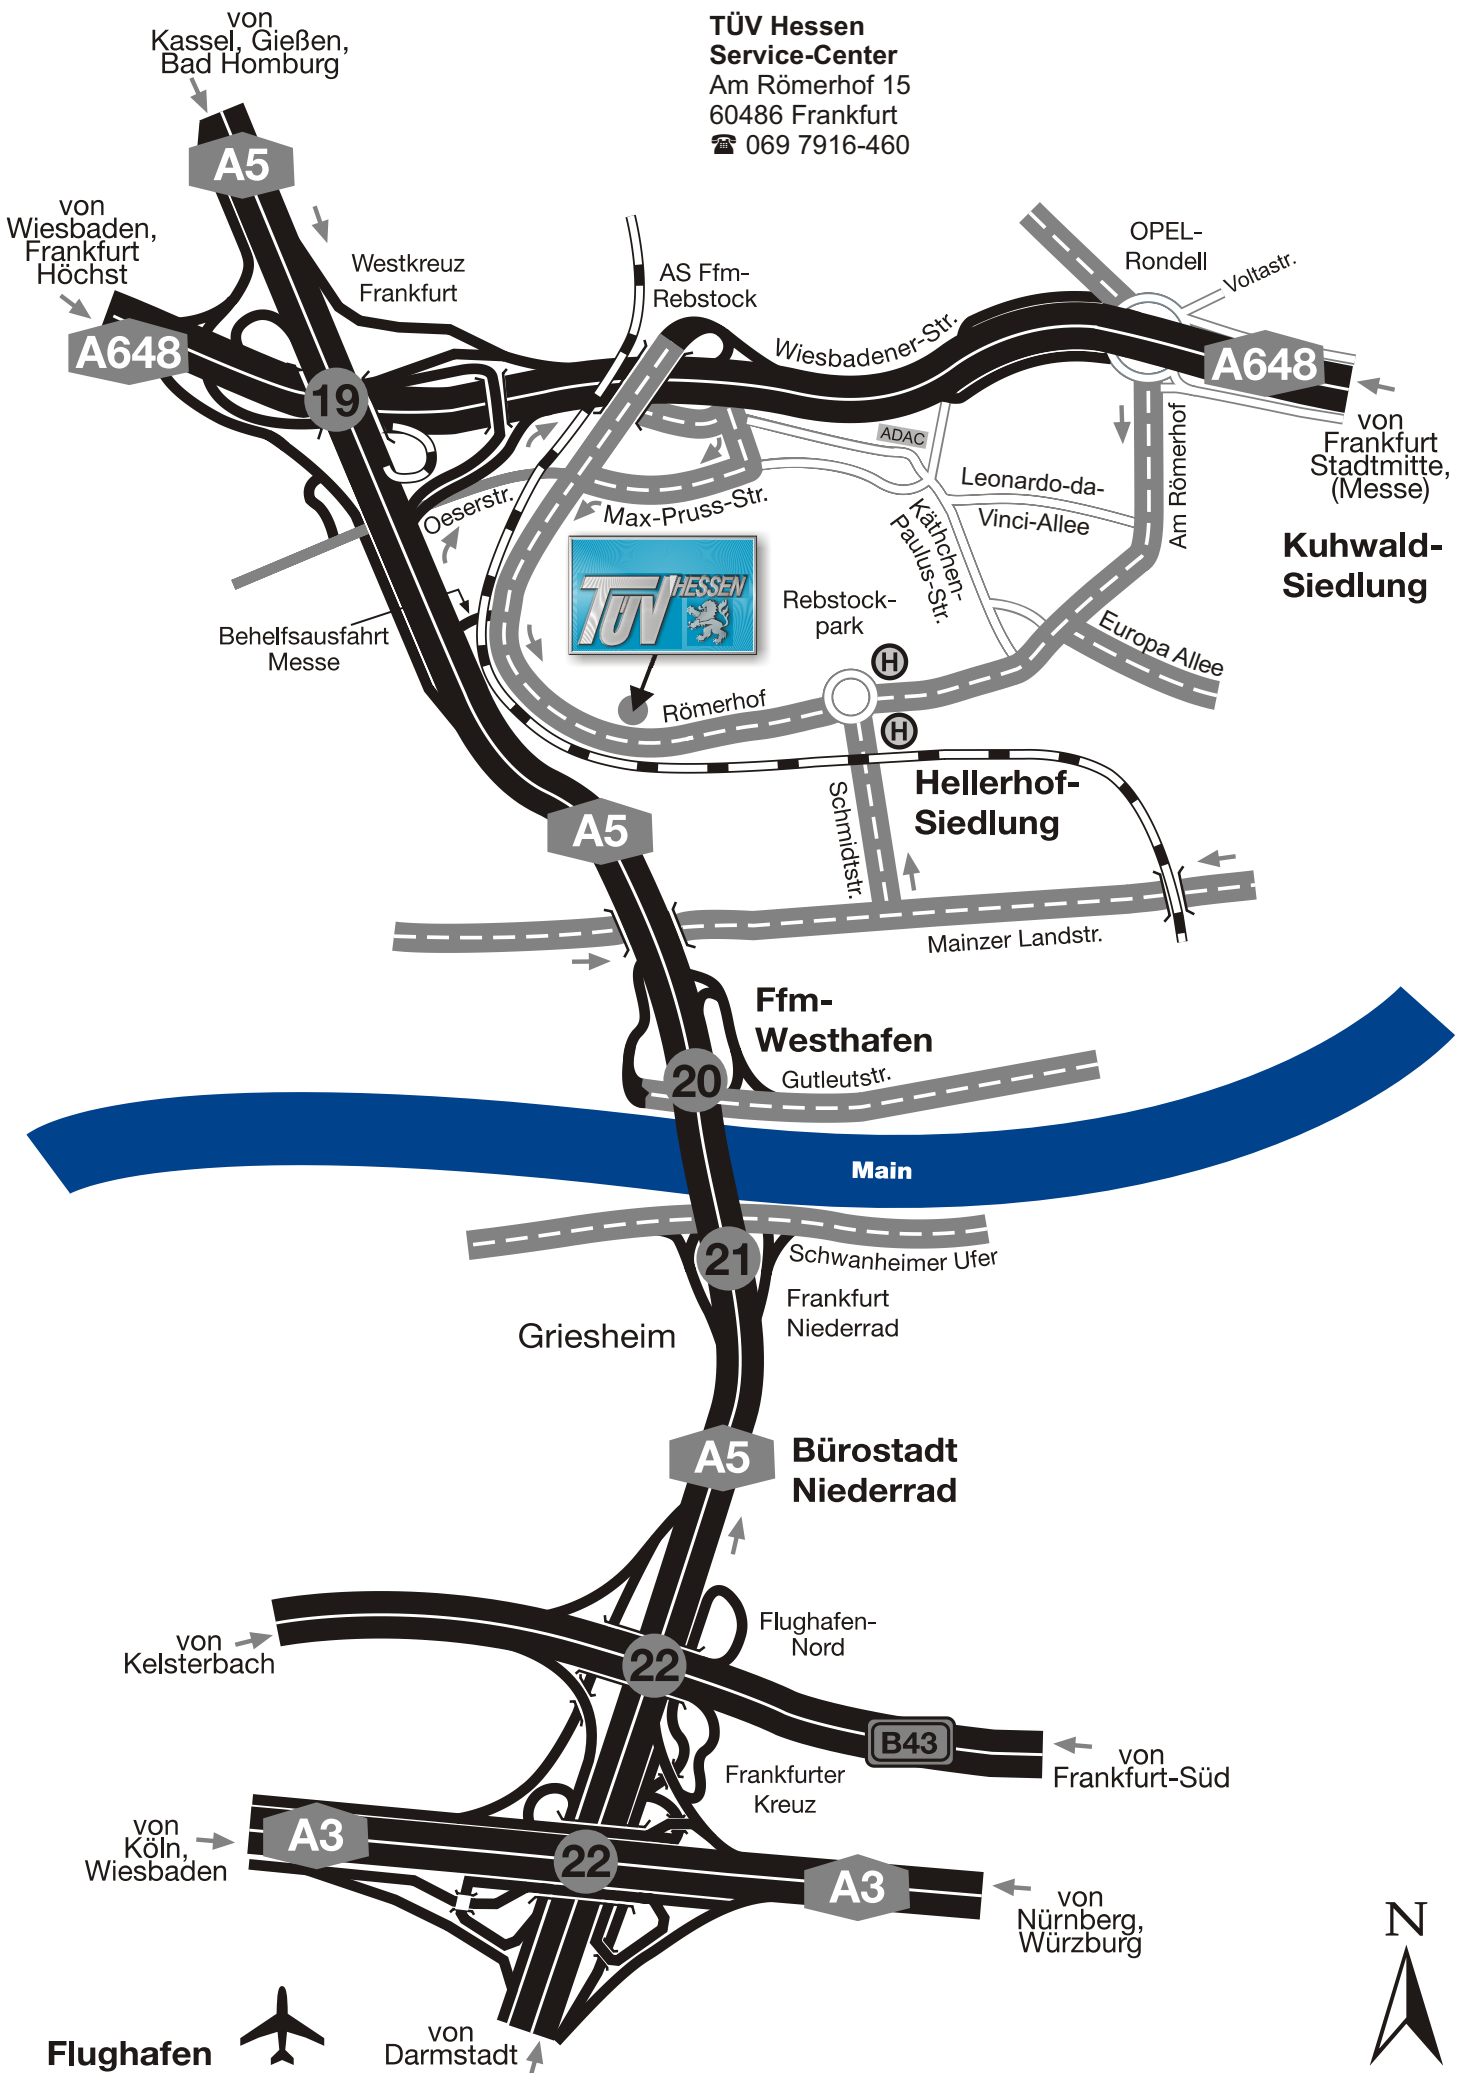 von
Kassel, Gießen,
Bad Homburg
TÜV Hessen
Service-Center
Am Römerhof 15
60486 Frankfurt
☎ 069 7916-460
A5
von
Wiesbaden,
Frankfurt
Höchst
Westkreuz
Frankfurt
AS Ffm-
Rebstock
OPEL-
Rondell
Voltastr.
A648
19
Wiesbadener-Str.
A648
von
Frankfurt
Stadtmitte,
(Messe)
ADAC
Am Römerhof
Leonardo-da-
Vinci-Allee
Oeserstr.
Max-Pruss-Str.
Käthchen-
Paulus-Str.
Kuhwald-
Siedlung
TÜV HESSEN
Rebstock-
park
Behelfsausfahrt
Messe
Europa Allee
H
Römerhof
H
Hellerhof-
Siedlung
Schmidtstr.
A5
Mainzer Landstr.
Ffm-
Westhafen
20
Gutleutstr.
Main
21
Schwanheimer Ufer
Frankfurt
Niederrad
Griesheim
A5
Bürostadt
Niederrad
Flughafen-
Nord
von
Kelsterbach
22
B43
von
Frankfurt-Süd
Frankfurter
Kreuz
von
Köln,
Wiesbaden
A3
22
A3
von
Nürnberg,
Würzburg
N
Flughafen
von
Darmstadt